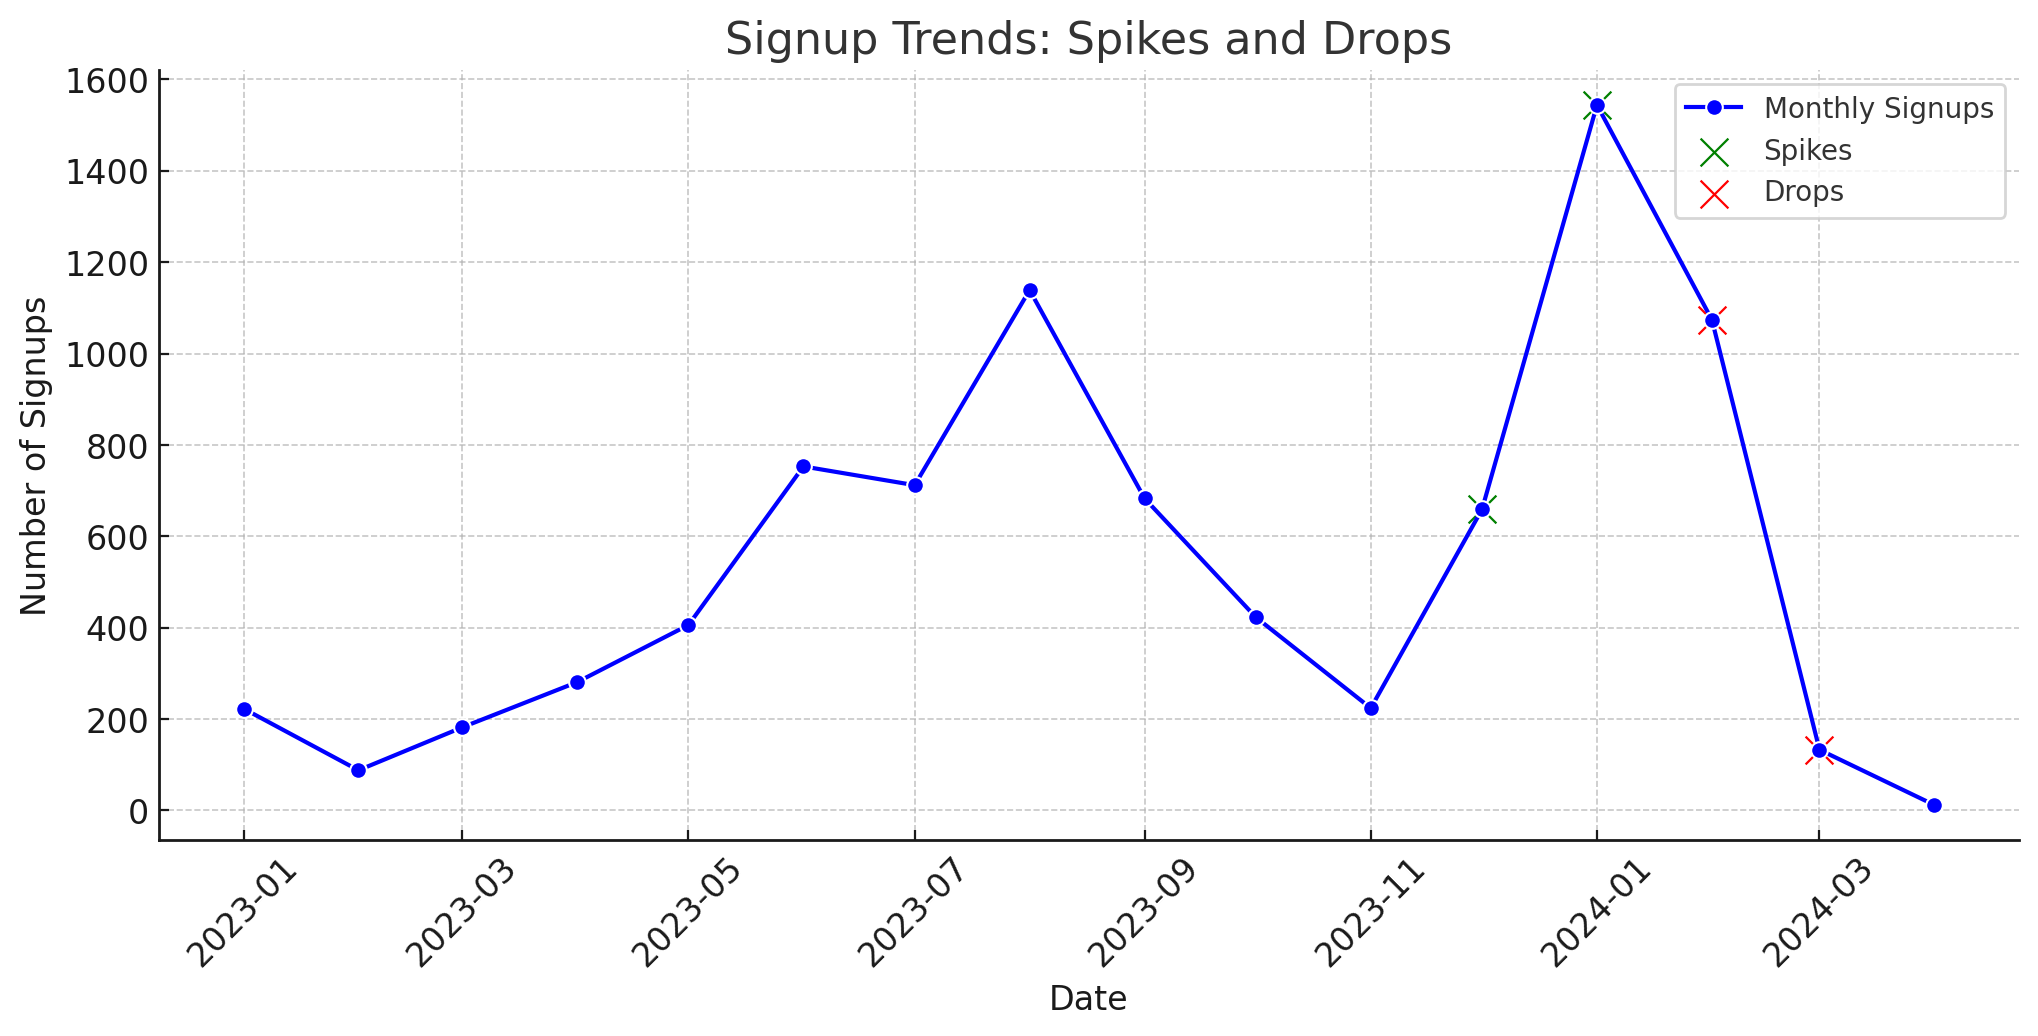 Signup Trends: Spikes and Drops
Number of Signups
1600
1400
1200
1000
800
600
400
200
0
Monthly Signups
Spikes
Drops
2023-01
2023-03
2023-05
2023-07
2023-09
2023-11
2024-01
2024-03
Date